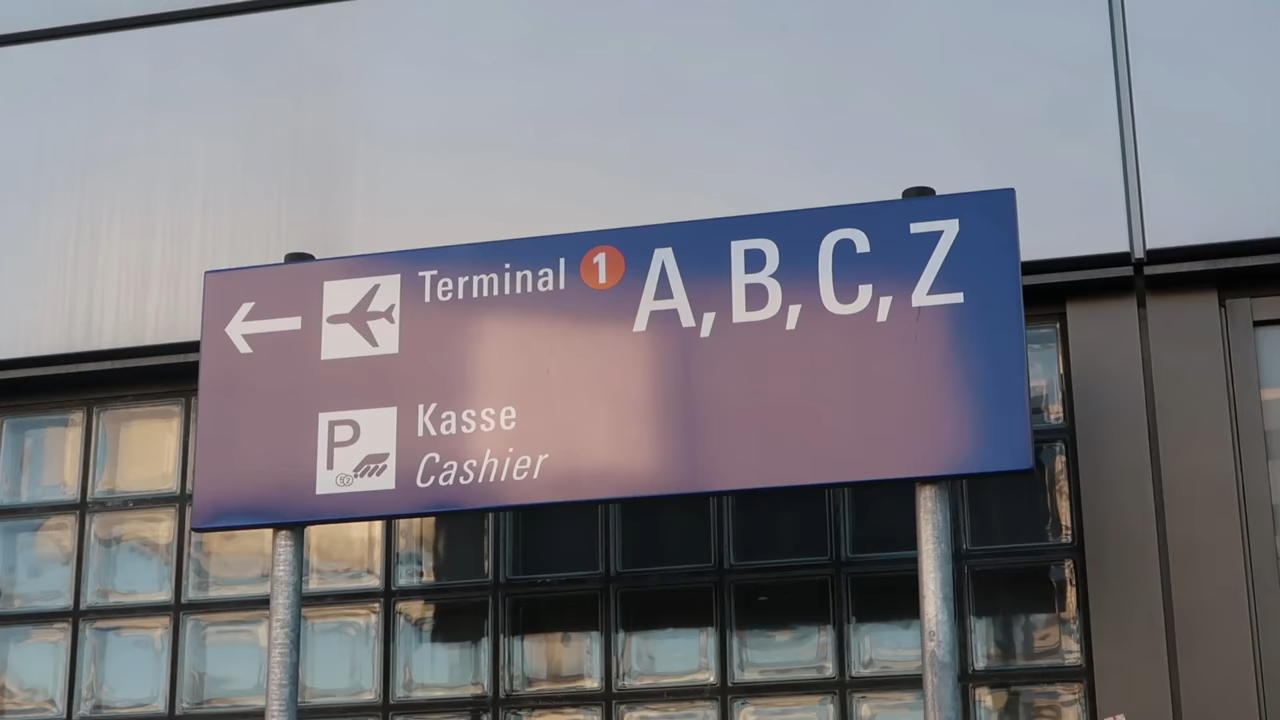 Terminal 1 A, B, C, Z
P
Kasse
Cashier